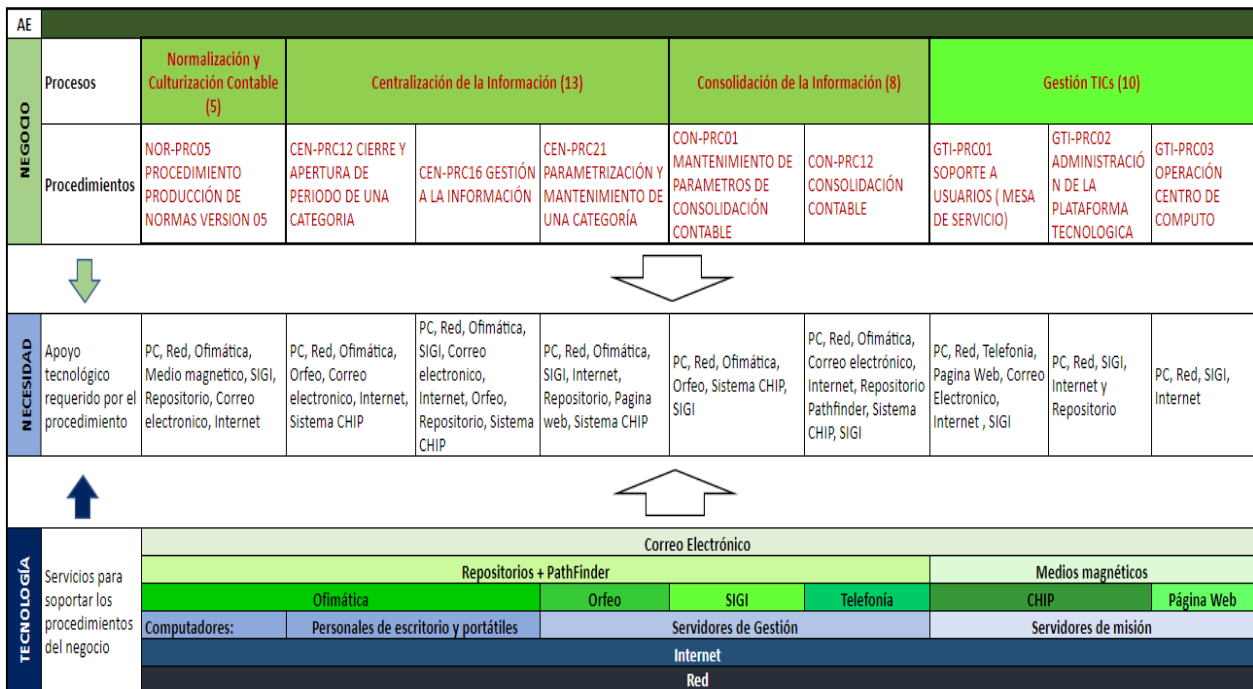 AE
NEGOCIO
Procesos
Normalización y
Culturización Contable
(5)
Centralización de la Información (13)
Consolidación de la Información (8)
Gestión TICs (10)
Procedimientos
NOR-PRC05
PROCEDIMIENTO
PRODUCCIÓN DE
NORMAS VERSION 05
CEN-PRC12 CIERRE Y
APERTURA DE
PERIODO DE UNA
CATEGORIA
CEN-PRC16 GESTIÓN
A LA INFORMACIÓN
CEN-PRC21
PARAMETRIZACIÓN Y
MANTENIMIENTO DE
UNA CATEGORÍA
CON-PRC01
MANTENIMIENTO DE
PARAMETROS DE
CONSOLIDACIÓN
CONTABLE
CON-PRC12
CONSOLIDACIÓN
CONTABLE
GTI-PRC01
SOPORTE A
USUARIOS ( MESA
DE SERVICIO)
GTI-PRC02
ADMINISTRACIÓ
N DE LA
PLATAFORMA
TECNOLOGICA
GTI-PRC03
OPERACIÓN
CENTRO DE
COMPUTO
NECESIDAD
Apoyo
tecnológico
requerido por el
procedimiento
PC, Red, Ofimática,
Medio magnetico, SIGI,
Repositorio, Correo
electronico, Internet
PC, Red, Ofimática,
Orfeo, Correo
electronico, Internet,
Sistema CHIP
PC, Red, Ofimática,
SIGI, Correo
electronico,
Internet, Orfeo,
Repositorio, Sistema
CHIP
PC, Red, Ofimática,
SIGI, Internet,
Repositorio, Pagina
web, Sistema CHIP
PC, Red, Ofimática,
Orfeo, Sistema CHIP,
SIGI
PC, Red, Ofimática,
Correo electrónico,
Internet, Repositorio
Pathfinder, Sistema
CHIP, SIGI
PC, Red, Telefonia,
Pagina Web, Correo
Electronico,
Internet , SIGI
PC, Red, SIGI,
Internet y
Repositorio
PC, Red, SIGI,
Internet
TECNOLOGÍA
Servicios para
soportar los
procedimientos
del negocio
Correo Electrónico
Repositorios + PathFinder
Medios magnéticos
Ofimática
Orfeo
SIGI
Telefonía
CHIP
Página Web
Computadores:
Personales de escritorio y portátiles
Servidores de Gestión
Servidores de misión
Internet
Red